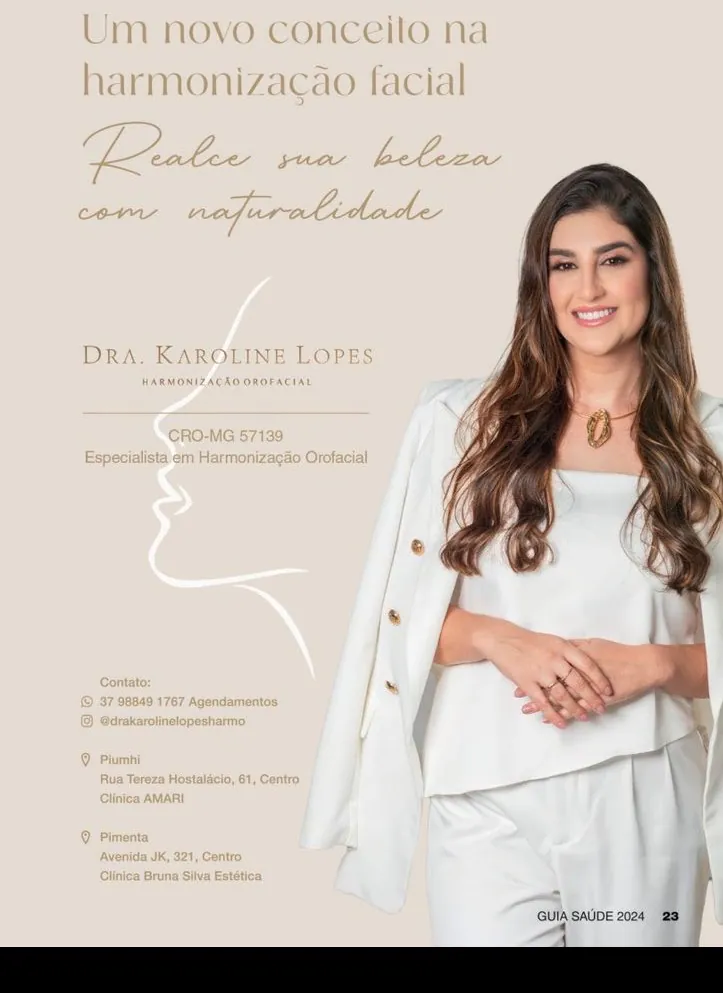 Um novo conceito na
harmonização facial
Realce sua beleza
com naturalidade
DRA. KAROLINE LOPES
HARMONIZAÇÃO OROFACIAL
CRO-MG 57139
Especialista em Harmonização Orofacial
Contato:
37 98849 1767 Agendamentos
@drakarolinelopesharmo
Piumhi
Rua Tereza Hostalácio, 61, Centro
Clínica AMARI
Pimenta
Avenida JK, 321, Centro
Clínica Bruna Silva Estética
GUIA SAÚDE 2024 23